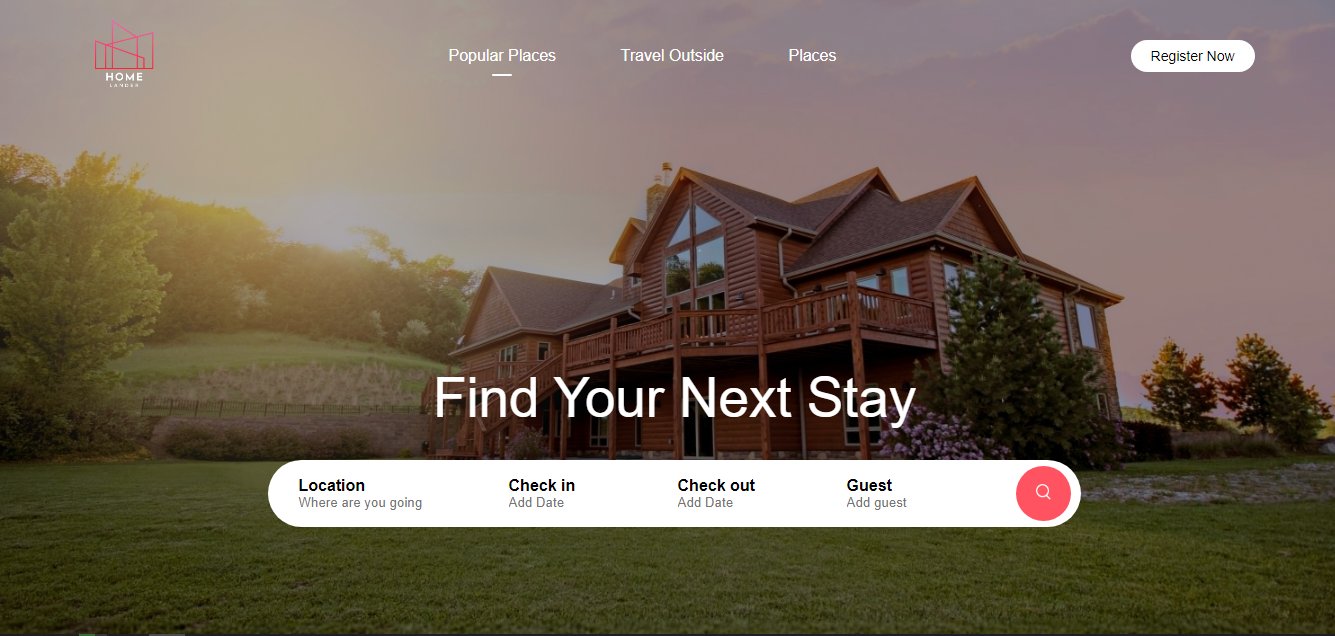 HOME
LANDER
Popular Places
Travel Outside
Places
Register Now
Find Your Next Stay
Location
Where are you going
Check in
Add Date
Check out
Add Date
Guest
Add guest